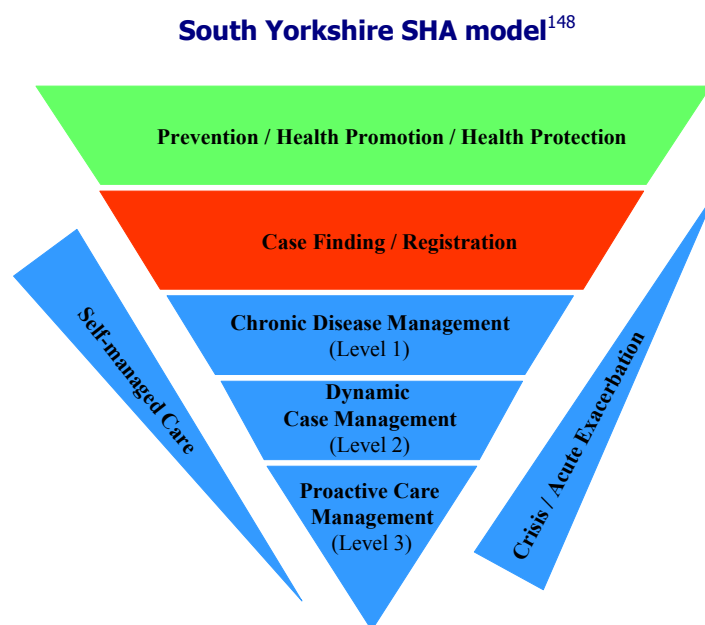 South Yorkshire SHA model148
Prevention / Health Promotion / Health Protection
Case Finding / Registration
Chronic Disease Management
(Level 1)
Dynamic
Case Management
(Level 2)
Proactive Care
Management
(Level 3)
Self-managed Care
Crisis / Acute Exacerbation